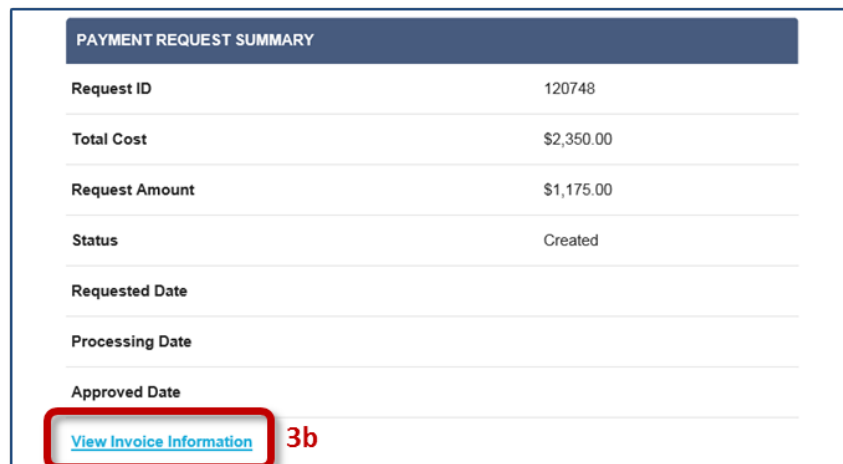 PAYMENT REQUEST SUMMARY
Request ID 120748
Total Cost $2,350.00
Request Amount $1,175.00
Status Created
Requested Date
Processing Date
Approved Date
View Invoice Information 3b